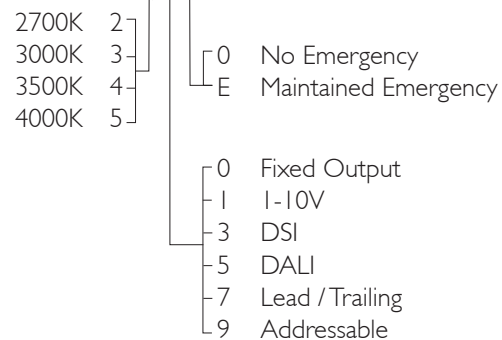 2700K 2
3000K 3
3500K 4
4000K 5
0 No Emergency
E Maintained Emergency
0 Fixed Output
1 1-10V
3 DSI
5 DALI
7 Lead / Trailing
9 Addressable